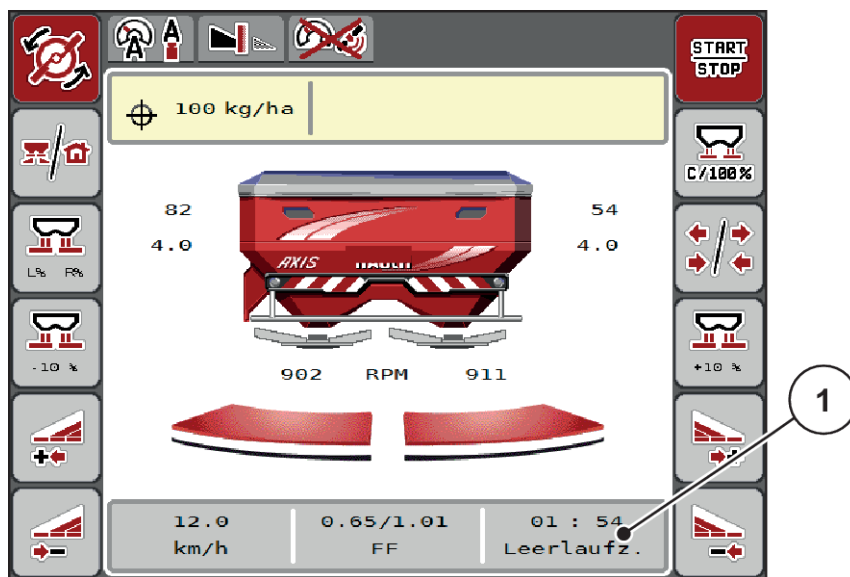 A A
START
STOP
100 kg/ha
C/100%
82
54
4.0
4.0
L% R%
AXIS RAUCH
-10 %
+10 %
902 RPM 911
1
12.0
km/h
0.65/1.01
FF
01 : 54
Leerlaufz.